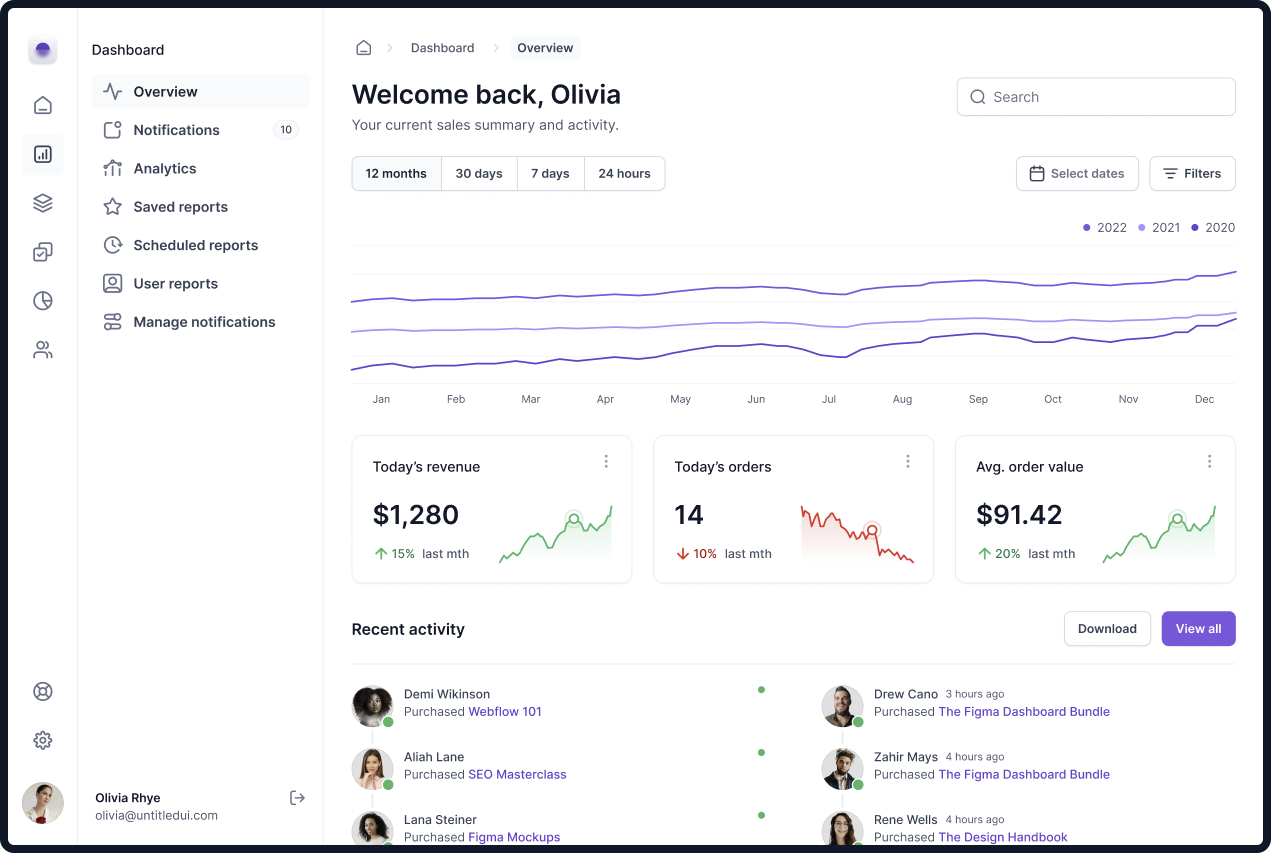 Dashboard
Overview
Notifications 10
Analytics
Saved reports
Scheduled reports
User reports
Manage notifications
Olivia Rhye
olivia@untitledui.com
Dashboard Overview
Welcome back, Olivia
Your current sales summary and activity.
Search
12 months 30 days 7 days 24 hours
Select dates Filters
2022 2021 2020
Jan Feb Mar Apr May Jun Jul Aug Sep Oct Nov Dec
Today’s revenue
$1,280
15% last mth
Today’s orders
14
10% last mth
Avg. order value
$91.42
20% last mth
Recent activity
Download View all
Demi Wikinson
Purchased Webflow 101
Aliah Lane
Purchased SEO Masterclass
Lana Steiner
Purchased Figma Mockups
Drew Cano 3 hours ago
Purchased The Figma Dashboard Bundle
Zahir Mays 4 hours ago
Purchased The Figma Dashboard Bundle
Rene Wells 4 hours ago
Purchased The Design Handbook